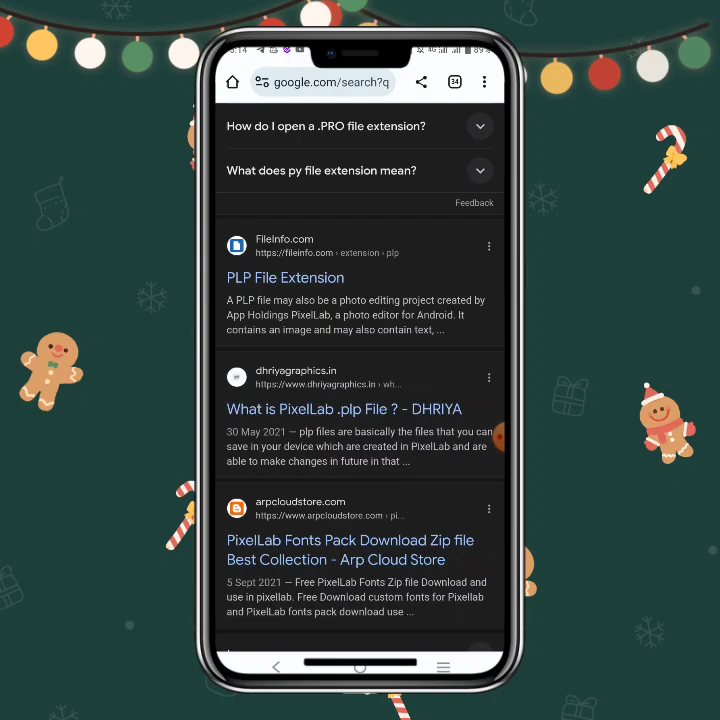 5:14
4G
89
google.com/search?q
34
How do I open a .PRO file extension?
What does py file extension mean?
Feedback
FileInfo.com
https://fileinfo.com › extension › plp
PLP File Extension
A PLP file may also be a photo editing project created by
App Holdings PixelLab, a photo editor for Android. It
contains an image and may also contain text, ...
dhriyagraphics.in
https://www.dhriyagraphics.in › wh...
What is PixelLab .plp File ? - DHRIYA
30 May 2021 — plp files are basically the files that you can
save in your device which are created in PixelLab and are
able to make changes in future in that ...
arpcloudstore.com
https://www.arpcloudstore.com › pi...
PixelLab Fonts Pack Download Zip file
Best Collection - Arp Cloud Store
5 Sept 2021 — Free PixelLab Fonts Zip file Download and
use in pixellab. Free Download custom fonts for Pixellab
and PixelLab fonts pack download use ...